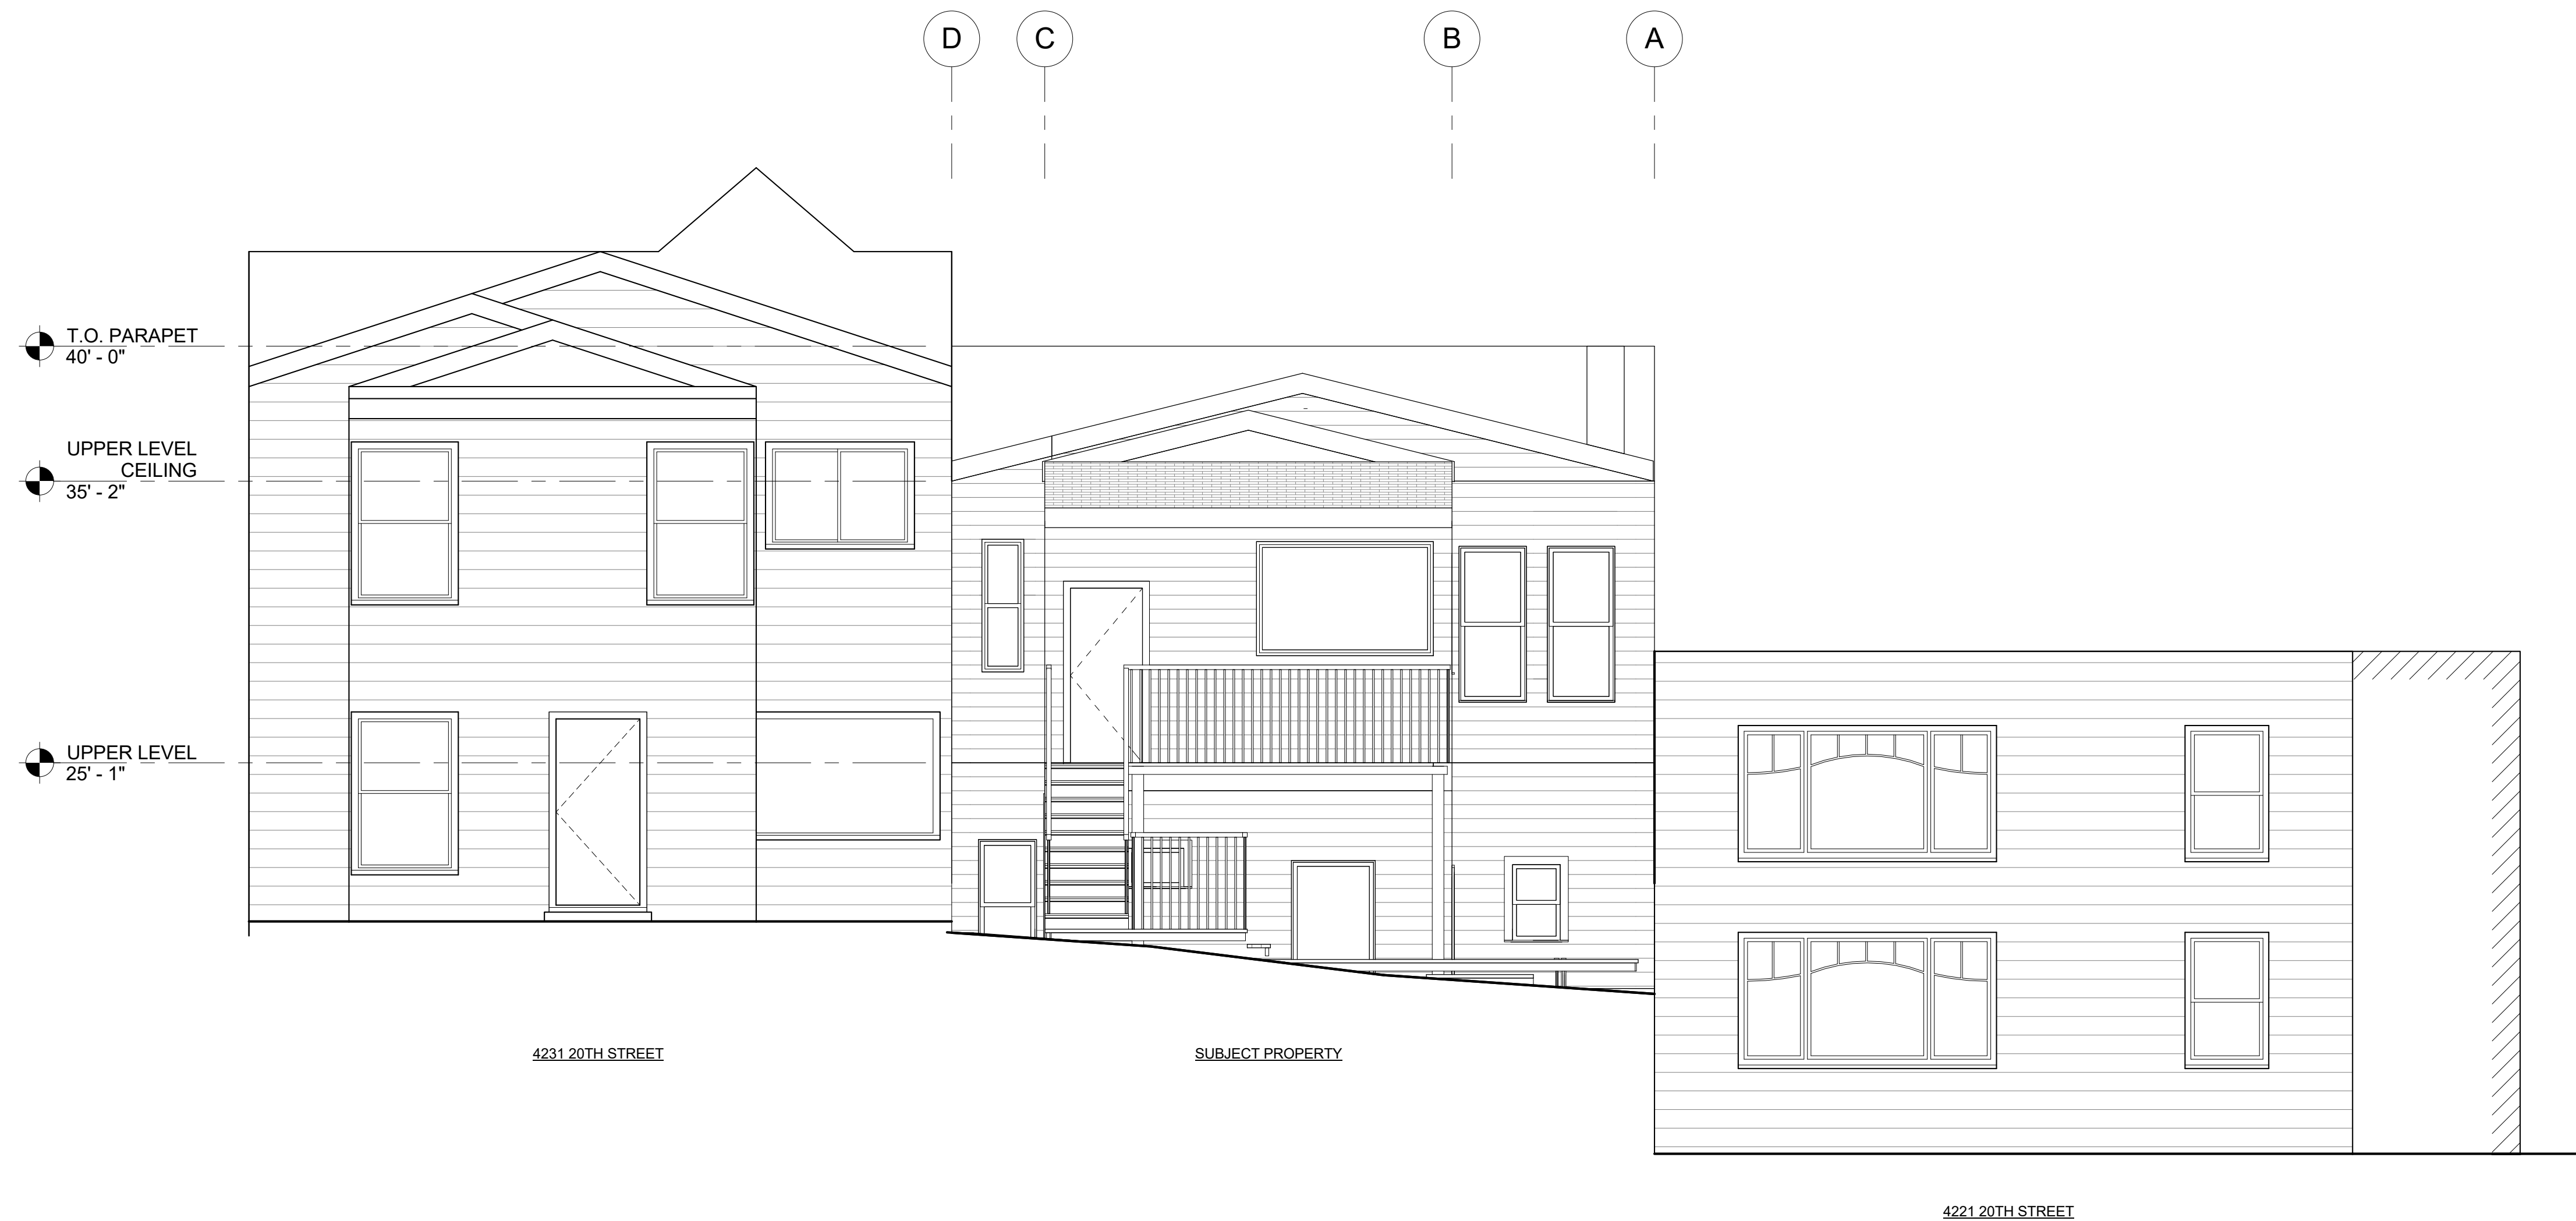 D
C
B
A
T.O. PARAPET
40' - 0"
UPPER LEVEL
CEILING
35' - 2"
UPPER LEVEL
25' - 1"
4231 20TH STREET
SUBJECT PROPERTY
4221 20TH STREET